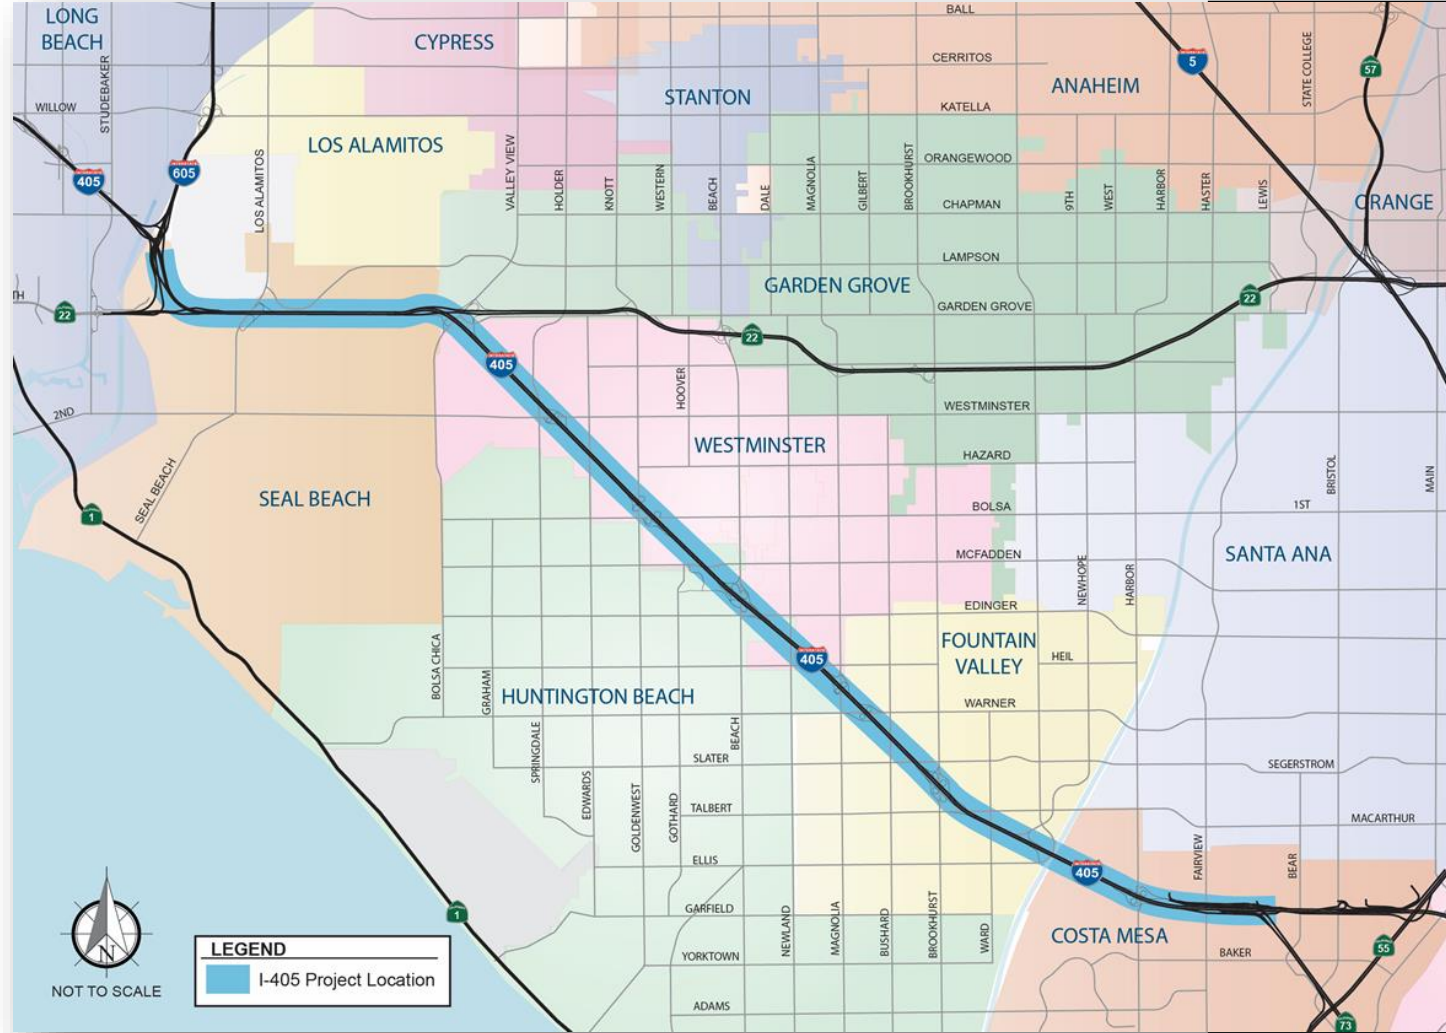 LONG
BEACH
CYPRESS
BALL
CERRITOS
5
57
STATE COLLEGE
ANAHEIM
STANTON
KATELLA
WILLOW
STUDEBAKER
LOS ALAMITOS
405
605
LOS ALAMITOS
VALLEY VIEW
HOLDER
KNOTT
WESTERN
BEACH
DALE
MAGNOLIA
GILBERT
BROOKHURST
ORANGEWOOD
CHAPMAN
9TH
WEST
HARBOR
HASTER
LEWIS
ORANGE
LAMPSON
GARDEN GROVE
GARDEN GROVE
TH
22
22
22
405
HOOVER
WESTMINSTER
2ND
WESTMINSTER
HAZARD
SEAL BEACH
SEAL BEACH
1
BOLSA
1ST
BRISTOL
MAIN
MCFADDEN
SANTA ANA
NEWHOPE
HARBOR
EDINGER
FOUNTAIN
VALLEY
HEIL
405
BOLSA CHICA
GRAHAM
HUNTINGTON BEACH
WARNER
SPRINGDALE
BEACH
SLATER
SEGERSTROM
EDWARDS
GOLDENWEST
GOTHARD
TALBERT
MACARTHUR
ELLIS
FAIRVIEW
BEAR
405
GARFIELD
NEWLAND
MAGNOLIA
BUSHARD
BROOKHURST
WARD
1
COSTA MESA
BAKER
55
YORKTOWN
ADAMS
73
N
NOT TO SCALE
LEGEND
I-405 Project Location